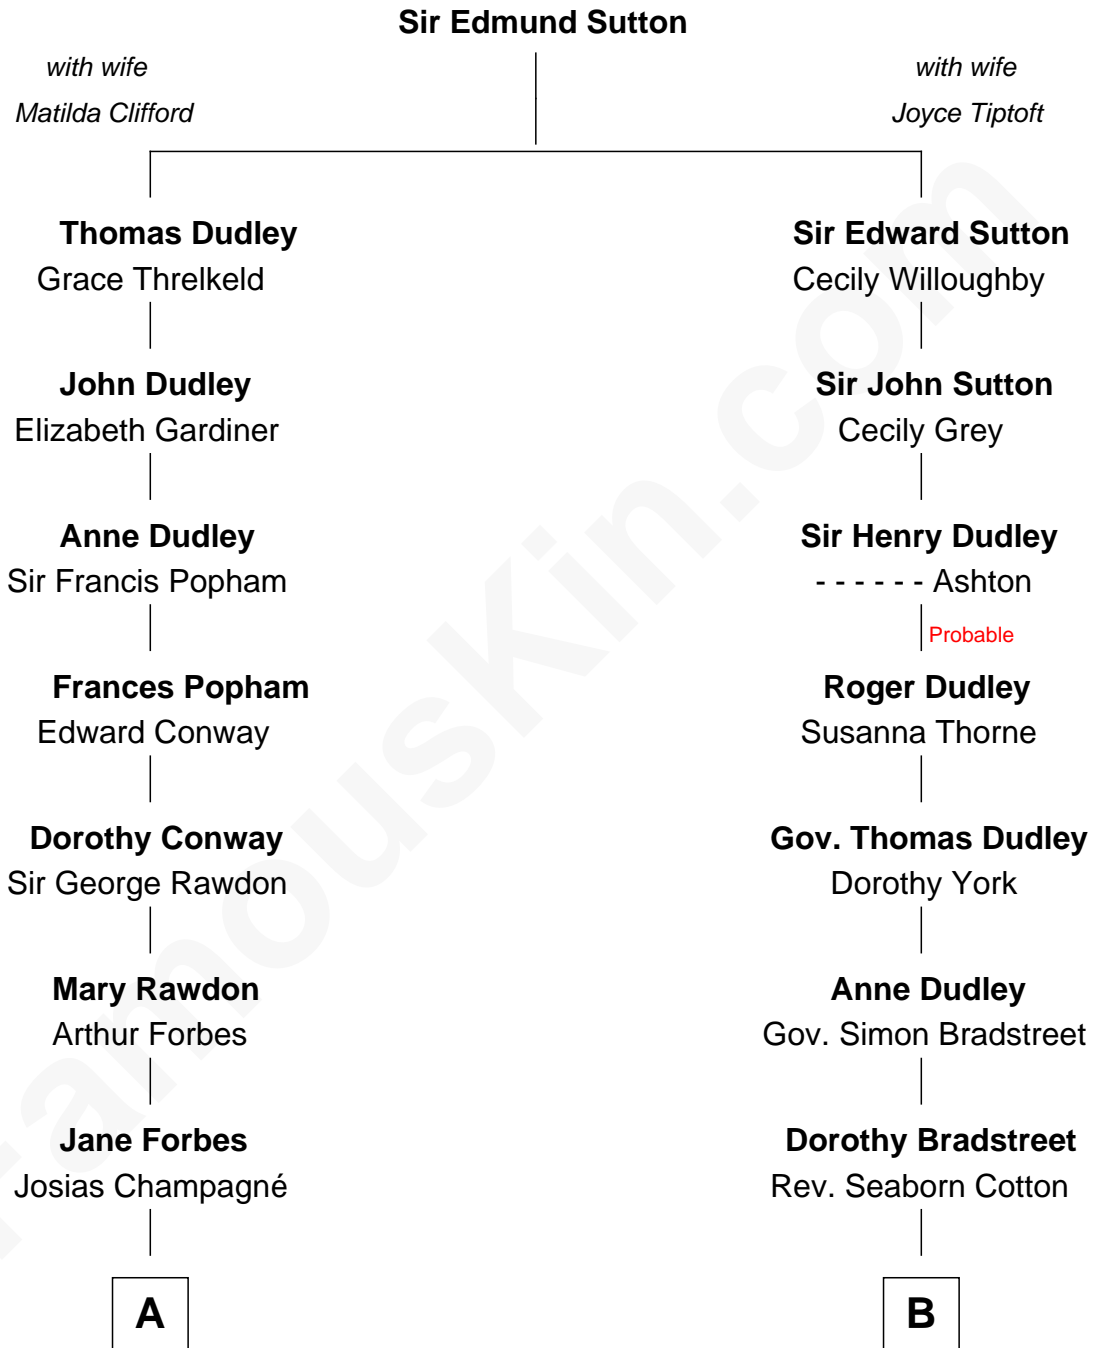 Sir Edmund Sutton
with wife
Matilda Clifford
with wife
Joyce Tiptoft
Thomas Dudley
Grace Threlkeld
Sir Edward Sutton
Cecily Willoughby
John Dudley
Elizabeth Gardiner
Sir John Sutton
Cecily Grey
Anne Dudley
Sir Francis Popham
Sir Henry Dudley
- - - - - - Ashton
Probable
Frances Popham
Edward Conway
Roger Dudley
Susanna Thorne
Dorothy Conway
Sir George Rawdon
Gov. Thomas Dudley
Dorothy York
Mary Rawdon
Arthur Forbes
Anne Dudley
Gov. Simon Bradstreet
Jane Forbes
Josias Champagné
Dorothy Bradstreet
Rev. Seaborn Cotton
A
B
FamousKin.com